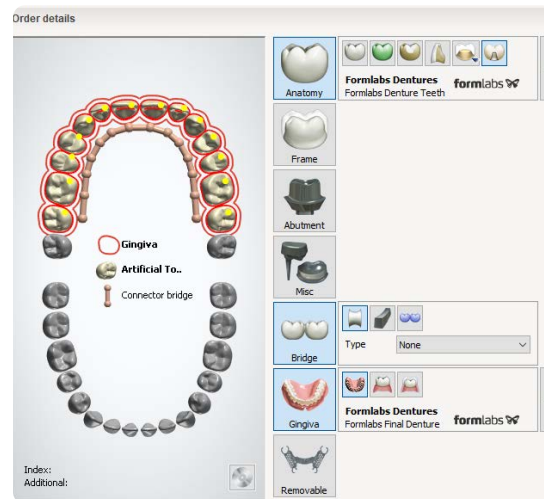 Order details
Gingiva
Artificial To..
Connector bridge
Index:
Additional:
Anatomy
Formlabs Dentures
Formlabs Denture Teeth
formlabs
Frame
Abutment
Misc
Bridge
Type None
Gingiva
Formlabs Dentures
Formlabs Final Denture
formlabs
Removable